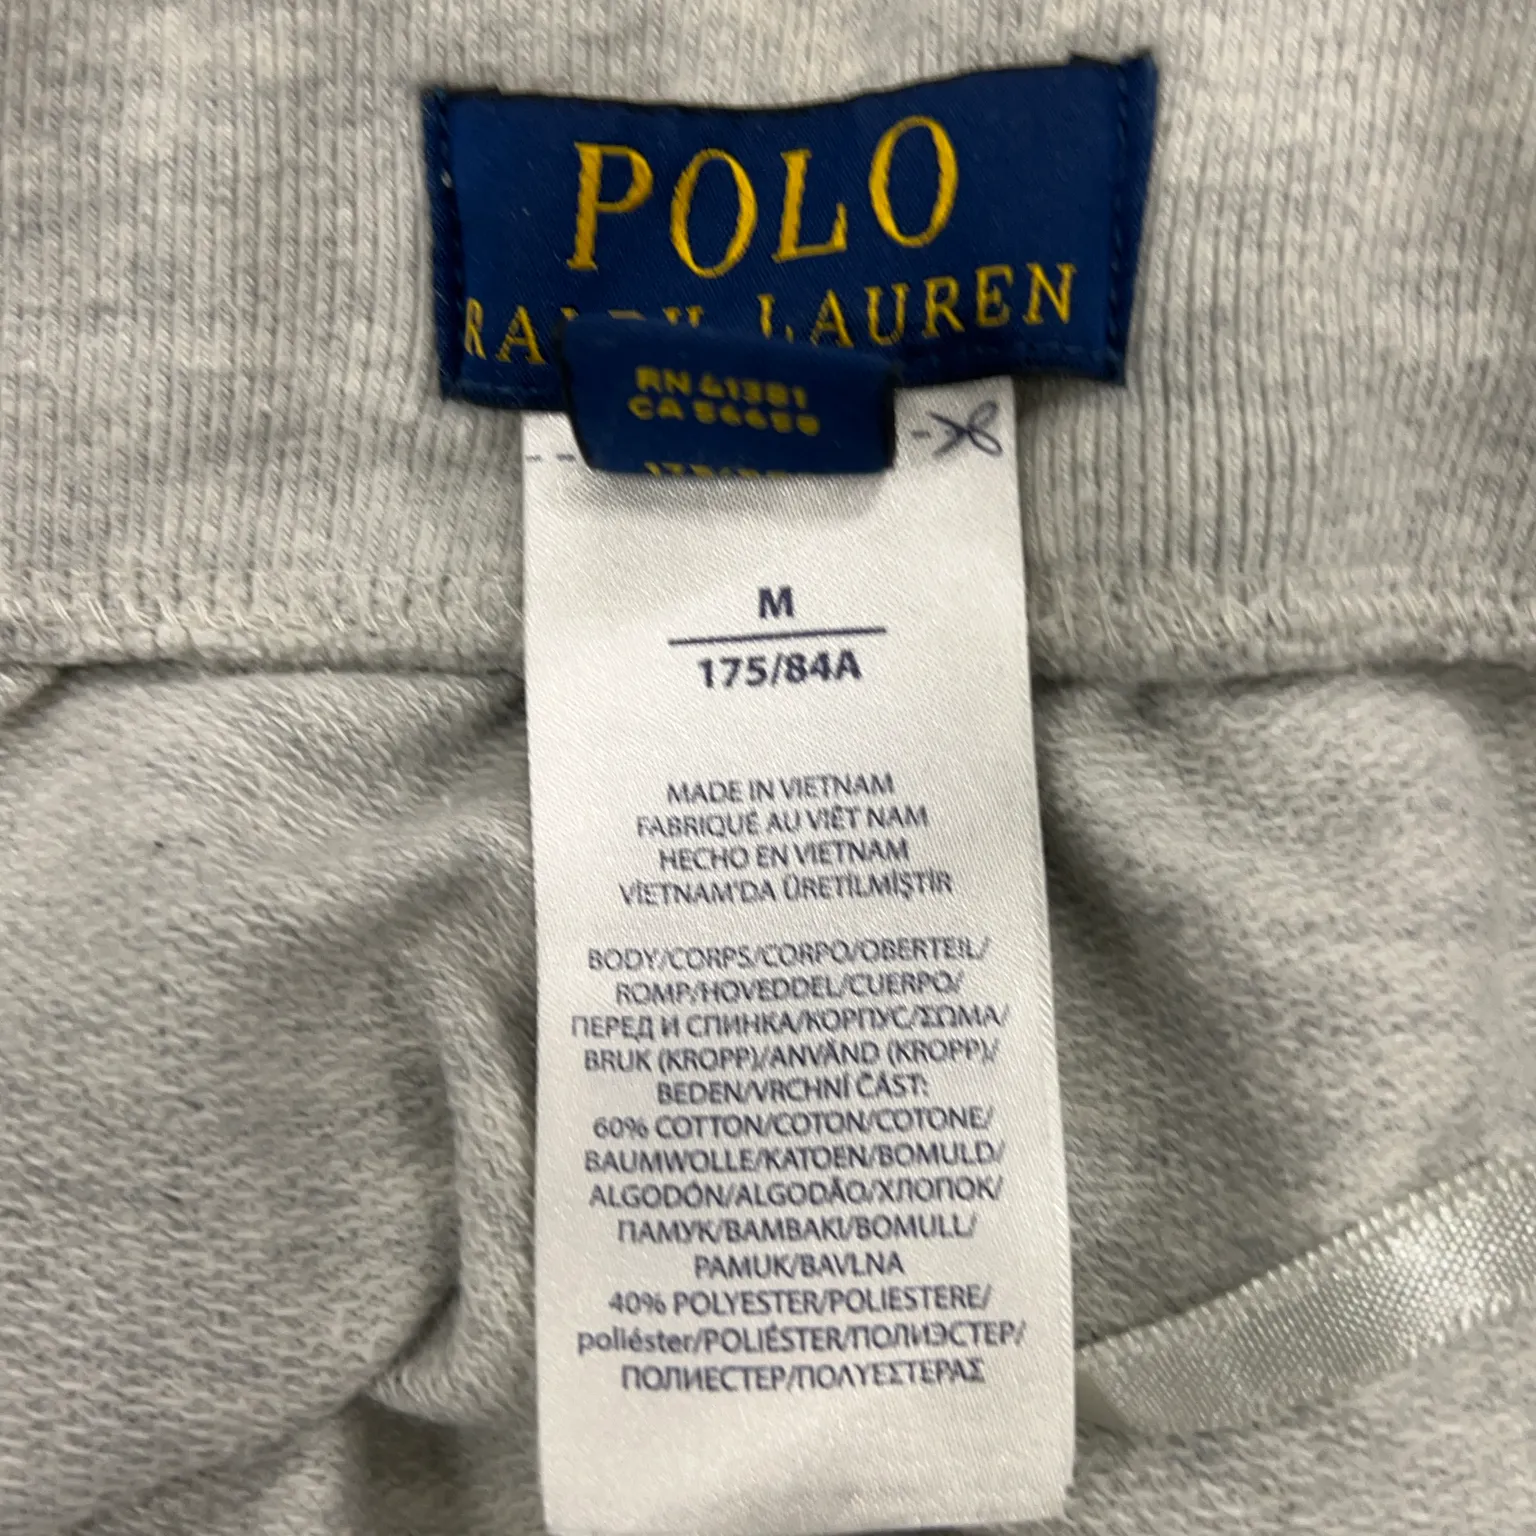 POLO
RALPH LAUREN
RN 41381
CA 56650
M
175/84A
MADE IN VIETNAM
FABRIQUÉ AU VIÊT NAM
HECHO EN VIETNAM
VİETNAM'DA ÜRETİLMİŞTİR
BODY/CORPS/CORPO/OBERTEIL/
ROMP/HOVEDDEL/CUERPO/
ПЕРЕД И СПИНКА/КОРПУС/ΣΩΜΑ/
BRUK (KROPP)/ANVÄND (KROPP)/
BEDEN/VRCHNÍ ČÁST:
60% COTTON/COTON/COTONE/
BAUMWOLLE/KATOEN/BOMULD/
ALGODÓN/ALGODÃO/ХЛОПОК/
ПАМУК/ΒΑΜΒΑΚΙ/BOMULL/
PAMUK/BAVLNA
40% POLYESTER/POLIESTERE/
poliéster/POLIÉSTER/ПОЛИЭСТЕР/
ПОЛИЕСТЕР/ΠΟΛΥΕΣΤΕΡΑΣ